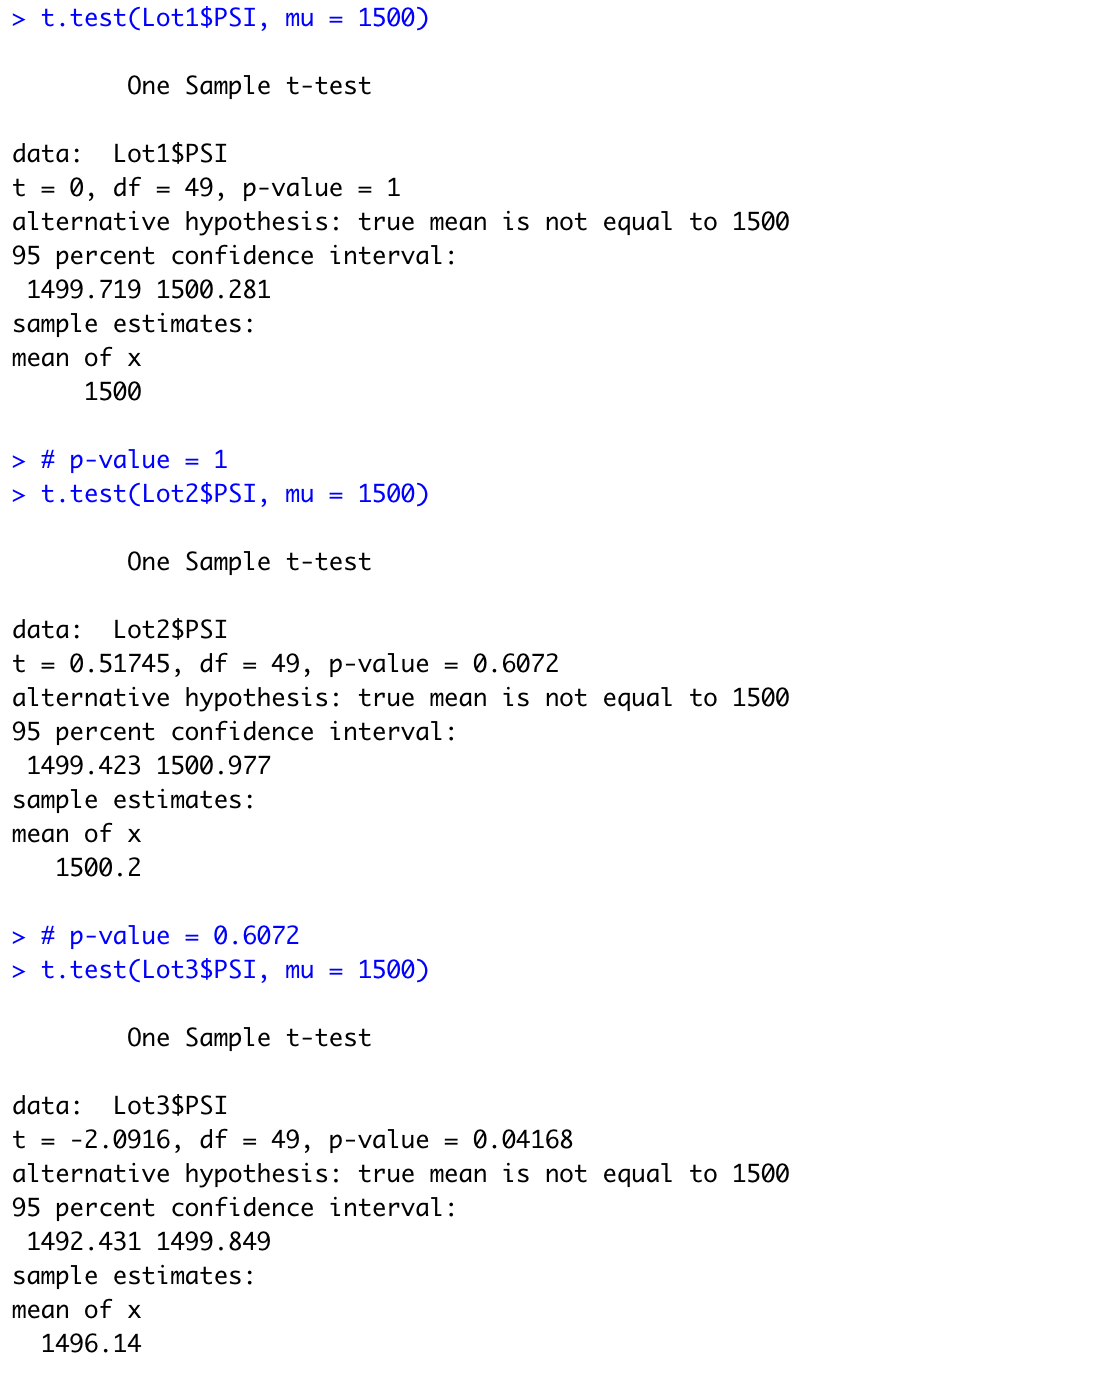 > t.test(Lot1$PSI, mu = 1500)
One Sample t-test
data:  Lot1$PSI
t = 0, df = 49, p-value = 1
alternative hypothesis: true mean is not equal to 1500
95 percent confidence interval:
1499.719 1500.281
sample estimates:
mean of x
1500
> # p-value = 1
> t.test(Lot2$PSI, mu = 1500)
One Sample t-test
data:  Lot2$PSI
t = 0.51745, df = 49, p-value = 0.6072
alternative hypothesis: true mean is not equal to 1500
95 percent confidence interval:
1499.423 1500.977
sample estimates:
mean of x
1500.2
> # p-value = 0.6072
> t.test(Lot3$PSI, mu = 1500)
One Sample t-test
data:  Lot3$PSI
t = -2.0916, df = 49, p-value = 0.04168
alternative hypothesis: true mean is not equal to 1500
95 percent confidence interval:
1492.431 1499.849
sample estimates:
mean of x
1496.14